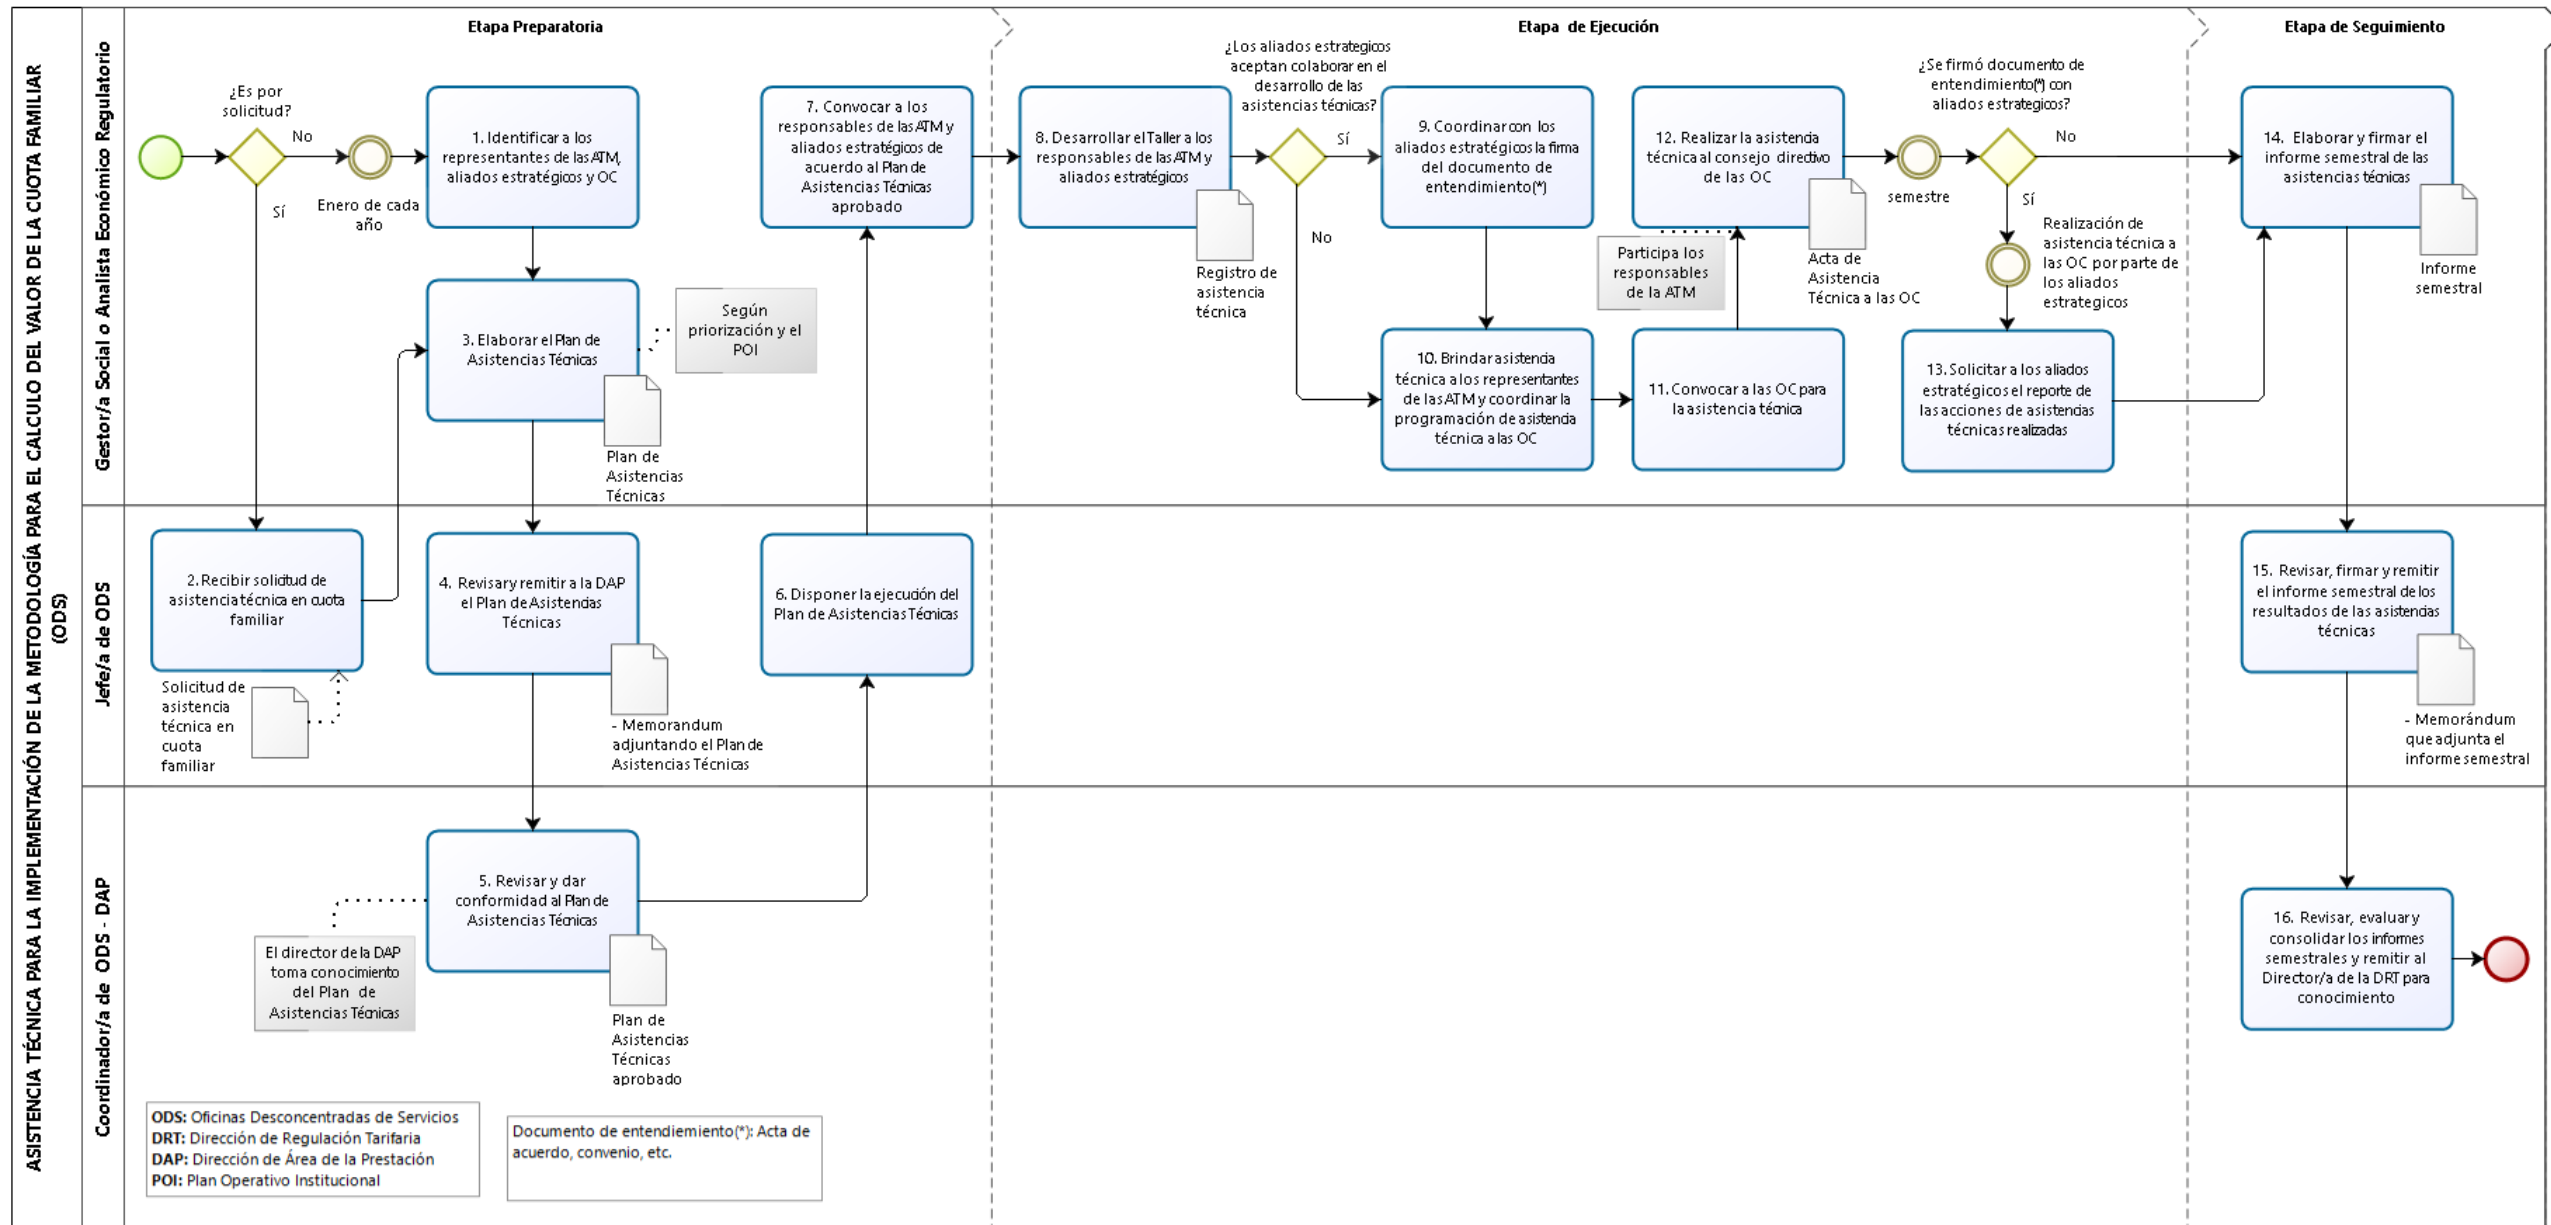 ASISTENCIA TÉCNICA PARA LA IMPLEMENTACIÓN DE LA METODOLOGÍA PARA EL CALCULO DEL VALOR DE LA CUOTA FAMILIAR
(ODS)
Gestor/a Social o Analista Económico Regulatorio
Jefe/a de ODS
Coordinador/a de ODS - DAP
Etapa Preparatoria
Etapa de Ejecución
Etapa de Seguimiento
¿Es por
solicitud?
No
Sí
Enero de cada
año
1. Identificar a los
representantes de las ATM,
aliados estratégicos y OC
3. Elaborar el Plan de
Asistencias Técnicas
Según
priorización y el
POI
Plan de
Asistencias
Técnicas
7. Convocar a los
responsables de las ATM y
aliados estratégicos de
acuerdo al Plan de
Asistencias Técnicas
aprobado
2. Recibir solicitud de
asistencia técnica en cuota
familiar
Solicitud de
asistencia
técnica en
cuota
familiar
4. Revisar y remitir a la DAP
el Plan de Asistencias
Técnicas
- Memorandum
adjuntando el Plan de
Asistencias Técnicas
6. Disponer la ejecución del
Plan de Asistencias Técnicas
5. Revisar y dar
conformidad al Plan de
Asistencias Técnicas
El director de la DAP
toma conocimiento
del Plan de
Asistencias Técnicas
Plan de
Asistencias
Técnicas
aprobado
8. Desarrollar el Taller a los
responsables de las ATM y
aliados estratégicos
Registro de
asistencia
técnica
¿Los aliados estrategicos
aceptan colaborar en el
desarrollo de las
asistencias técnicas?
Sí
No
9. Coordinar con los
aliados estratégicos la firma
del documento de
entendimiento(*)
10. Brindar asistencia
técnica a los representantes
de las ATM y coordinar la
programación de asistencia
técnica a las OC
11. Convocar a las OC para
la asistencia técnica
12. Realizar la asistencia
técnica al consejo directivo
de las OC
Participa los
responsables
de la ATM
Acta de
Asistencia
Técnica a las OC
semestre
¿Se firmó documento de
entendimiento(*) con
aliados estrategicos?
No
Sí
Realización de
asistencia técnica a
las OC por parte de
los aliados
estrategicos
13. Solicitar a los aliados
estratégicos el reporte de
las acciones de asistencias
técnicas realizadas
14. Elaborar y firmar el
informe semestral de las
asistencias técnicas
Informe
semestral
15. Revisar, firmar y remitir
el informe semestral de los
resultados de las asistencias
técnicas
- Memorándum
que adjunta el
informe semestral
16. Revisar, evaluar y
consolidar los informes
semestrales y remitir al
Director/a de la DRT para
conocimiento
ODS: Oficinas Desconcentradas de Servicios
DRT: Dirección de Regulación Tarifaria
DAP: Dirección de Área de la Prestación
POI: Plan Operativo Institucional
Documento de entendiemiento(*): Acta de
acuerdo, convenio, etc.